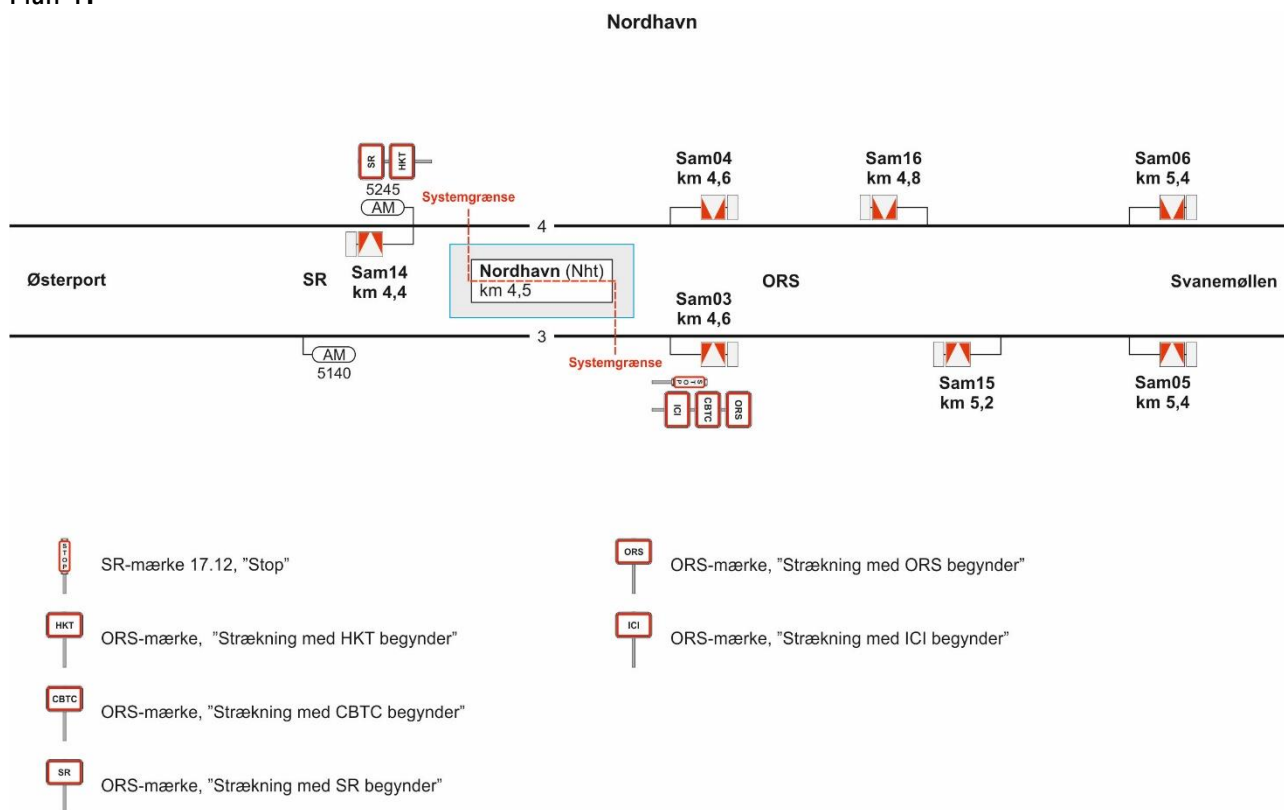 Plan 4.
Nordhavn
SR
HKT
5245
AM
Systemgrænse
Sam04
km 4,6
Sam16
km 4,8
Sam06
km 5,4
4
Østerport
SR
Sam14
km 4,4
Nordhavn (Nht)
km 4,5
ORS
Svanemøllen
Sam03
km 4,6
3
AM
5140
Systemgrænse
Sam15
km 5,2
Sam05
km 5,4
STOP
ICI
CBTC
ORS
STOP
SR-mærke 17.12, "Stop"
ORS
ORS-mærke, "Strækning med ORS begynder"
HKT
ORS-mærke, "Strækning med HKT begynder"
ICI
ORS-mærke, "Strækning med ICI begynder"
CBTC
ORS-mærke, "Strækning med CBTC begynder"
SR
ORS-mærke, "Strækning med SR begynder"